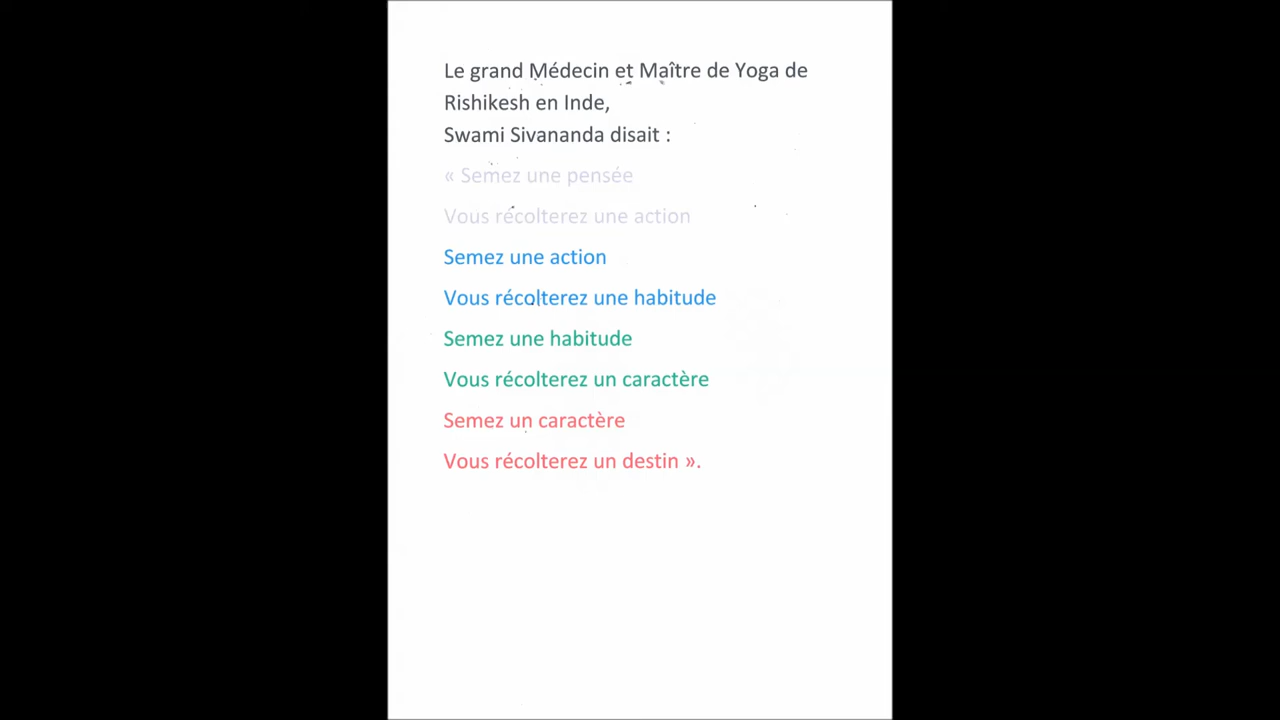 Le grand Médecin et Maître de Yoga de
Rishikesh en Inde,
Swami Sivananda disait :
« Semez une pensée
Vous récolterez une action
Semez une action
Vous récolterez une habitude
Semez une habitude
Vous récolterez un caractère
Semez un caractère
Vous récolterez un destin ».